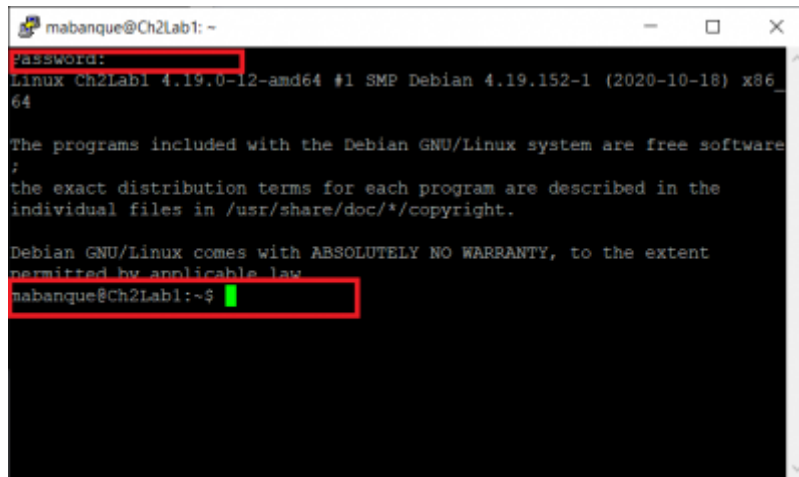 mabanque@Ch2Lab1: ~
Password:
Linux Ch2Lab1 4.19.0-12-amd64 #1 SMP Debian 4.19.152-1 (2020-10-18) x86_
64
The programs included with the Debian GNU/Linux system are free software
;
the exact distribution terms for each program are described in the
individual files in /usr/share/doc/*/copyright.
Debian GNU/Linux comes with ABSOLUTELY NO WARRANTY, to the extent
permitted by applicable law
mabanque@Ch2Lab1:~$